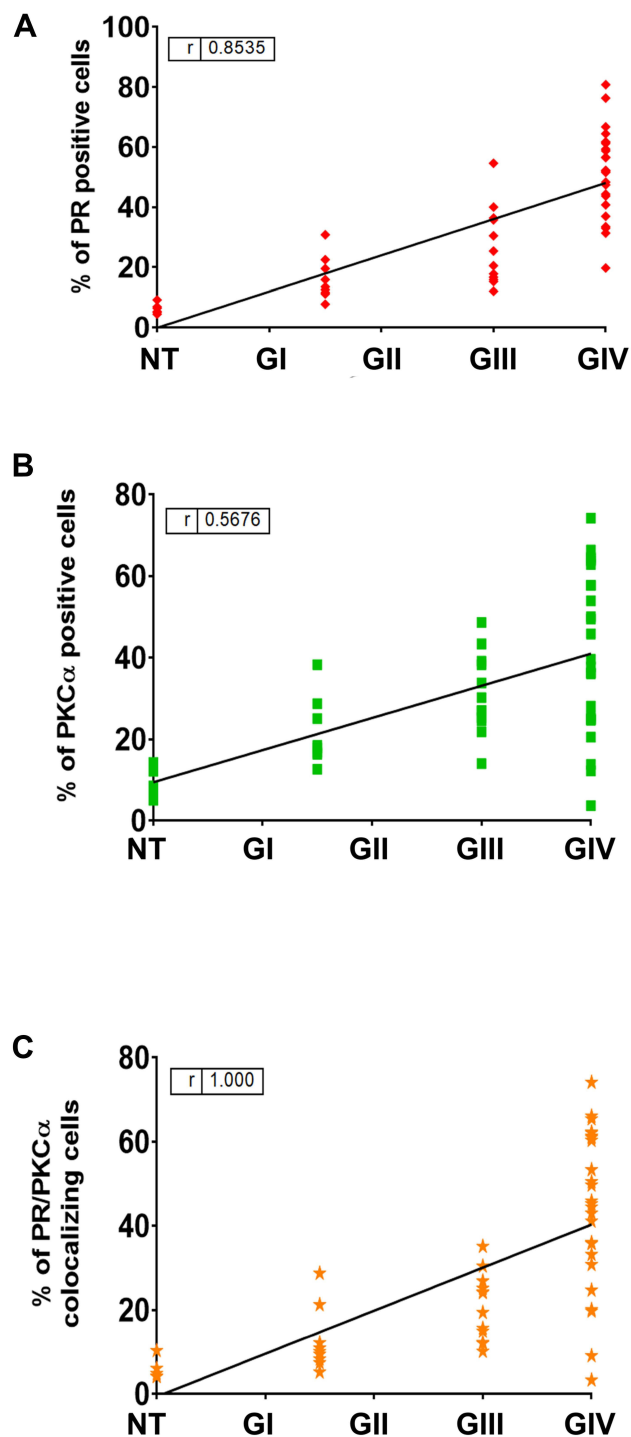 A
% of PR positive cells
r 0.8535
100
80
60
40
20
0
NT GI GII GIII GIV
B
% of PKCα positive cells
r 0.5676
80
60
40
20
0
NT GI GII GIII GIV
C
% of PR/PKCα
colocalizing cells
r 1.000
80
60
40
20
0
NT GI GII GIII GIV